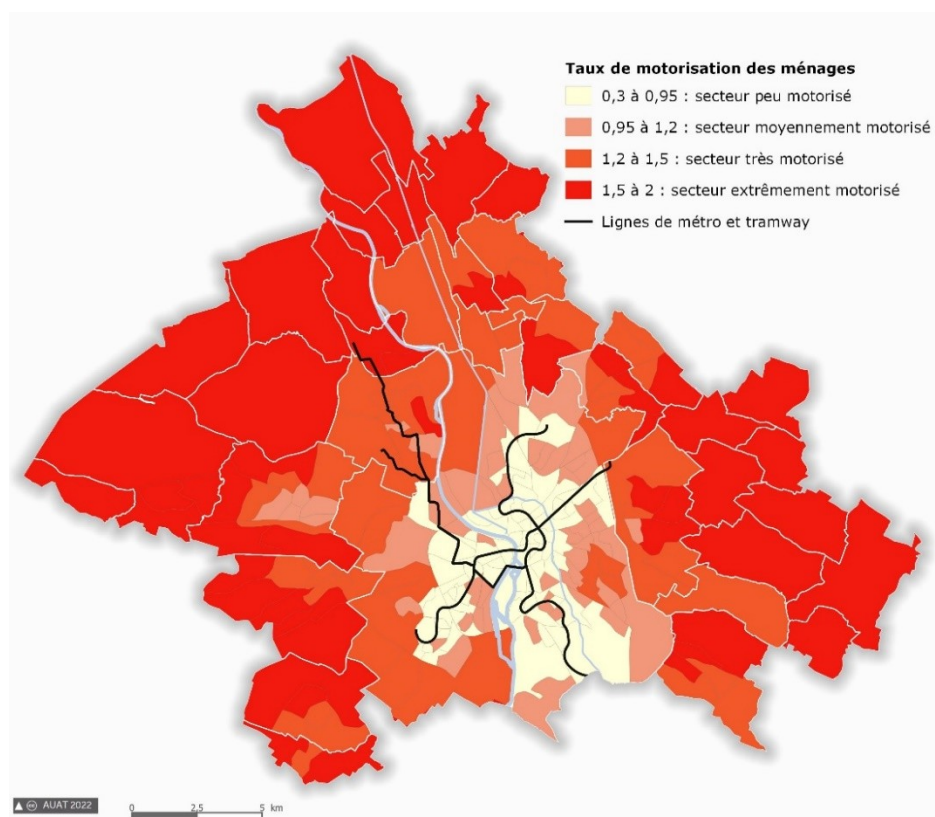 Taux de motorisation des ménages
0,3 à 0,95 : secteur peu motorisé
0,95 à 1,2 : secteur moyennement motorisé
1,2 à 1,5 : secteur très motorisé
1,5 à 2 : secteur extrêmement motorisé
Lignes de métro et tramway
AUAT 2022
0 2,5 5 km